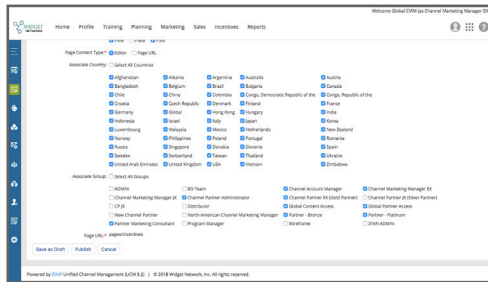 Welcome Global CMM (as Channel Marketing Manager EX
WIDGET Home Profile Training Planning Marketing Sales Incentives Reports
NETWORKS
Page Content Type:* Editor Page URL
Associate Country: Select All Countries
Afghanistan Albania Argentina Australia Austria
Bangladesh Belgium Brazil Bulgaria Canada
Chile China Colombia Congo, Democratic Republic of the Congo, Republic of the
Croatia Czech Republic Denmark Finland France
Germany Global Hong Kong Hungary India
Indonesia Israel Italy Japan Korea
Luxembourg Malaysia Mexico Netherlands New Zealand
Norway Philippines Poland Portugal Romania
Russia Singapore Slovakia Slovenia Spain
Sweden Switzerland Taiwan Thailand Ukraine
United Arab Emirates United Kingdom USA Vietnam Zimbabwe
Associate Group: Select All Groups
ADMIN BD Team Channel Account Manager Channel Marketing Manager EX
Channel Marketing Manager JX Channel Partner Administrator Channel Partner EX (Gold Partner) Channel Partner JX (Silver Partner)
CP JX Distributor Global Content Access Global Partner Access
New Channel Partner North American Channel Marketing Manager Partner - Bronze Partner - Platinum
Partner Marketing Consultant Program Manager Wireframe ZINFI ADMIN
Page URL:* pages/incentives
Save as Draft Publish Cancel
Powered by ZINFI Unified Channel Management (UCM 9.2) | © 2018 Widget Network, Inc. All rights reserved.